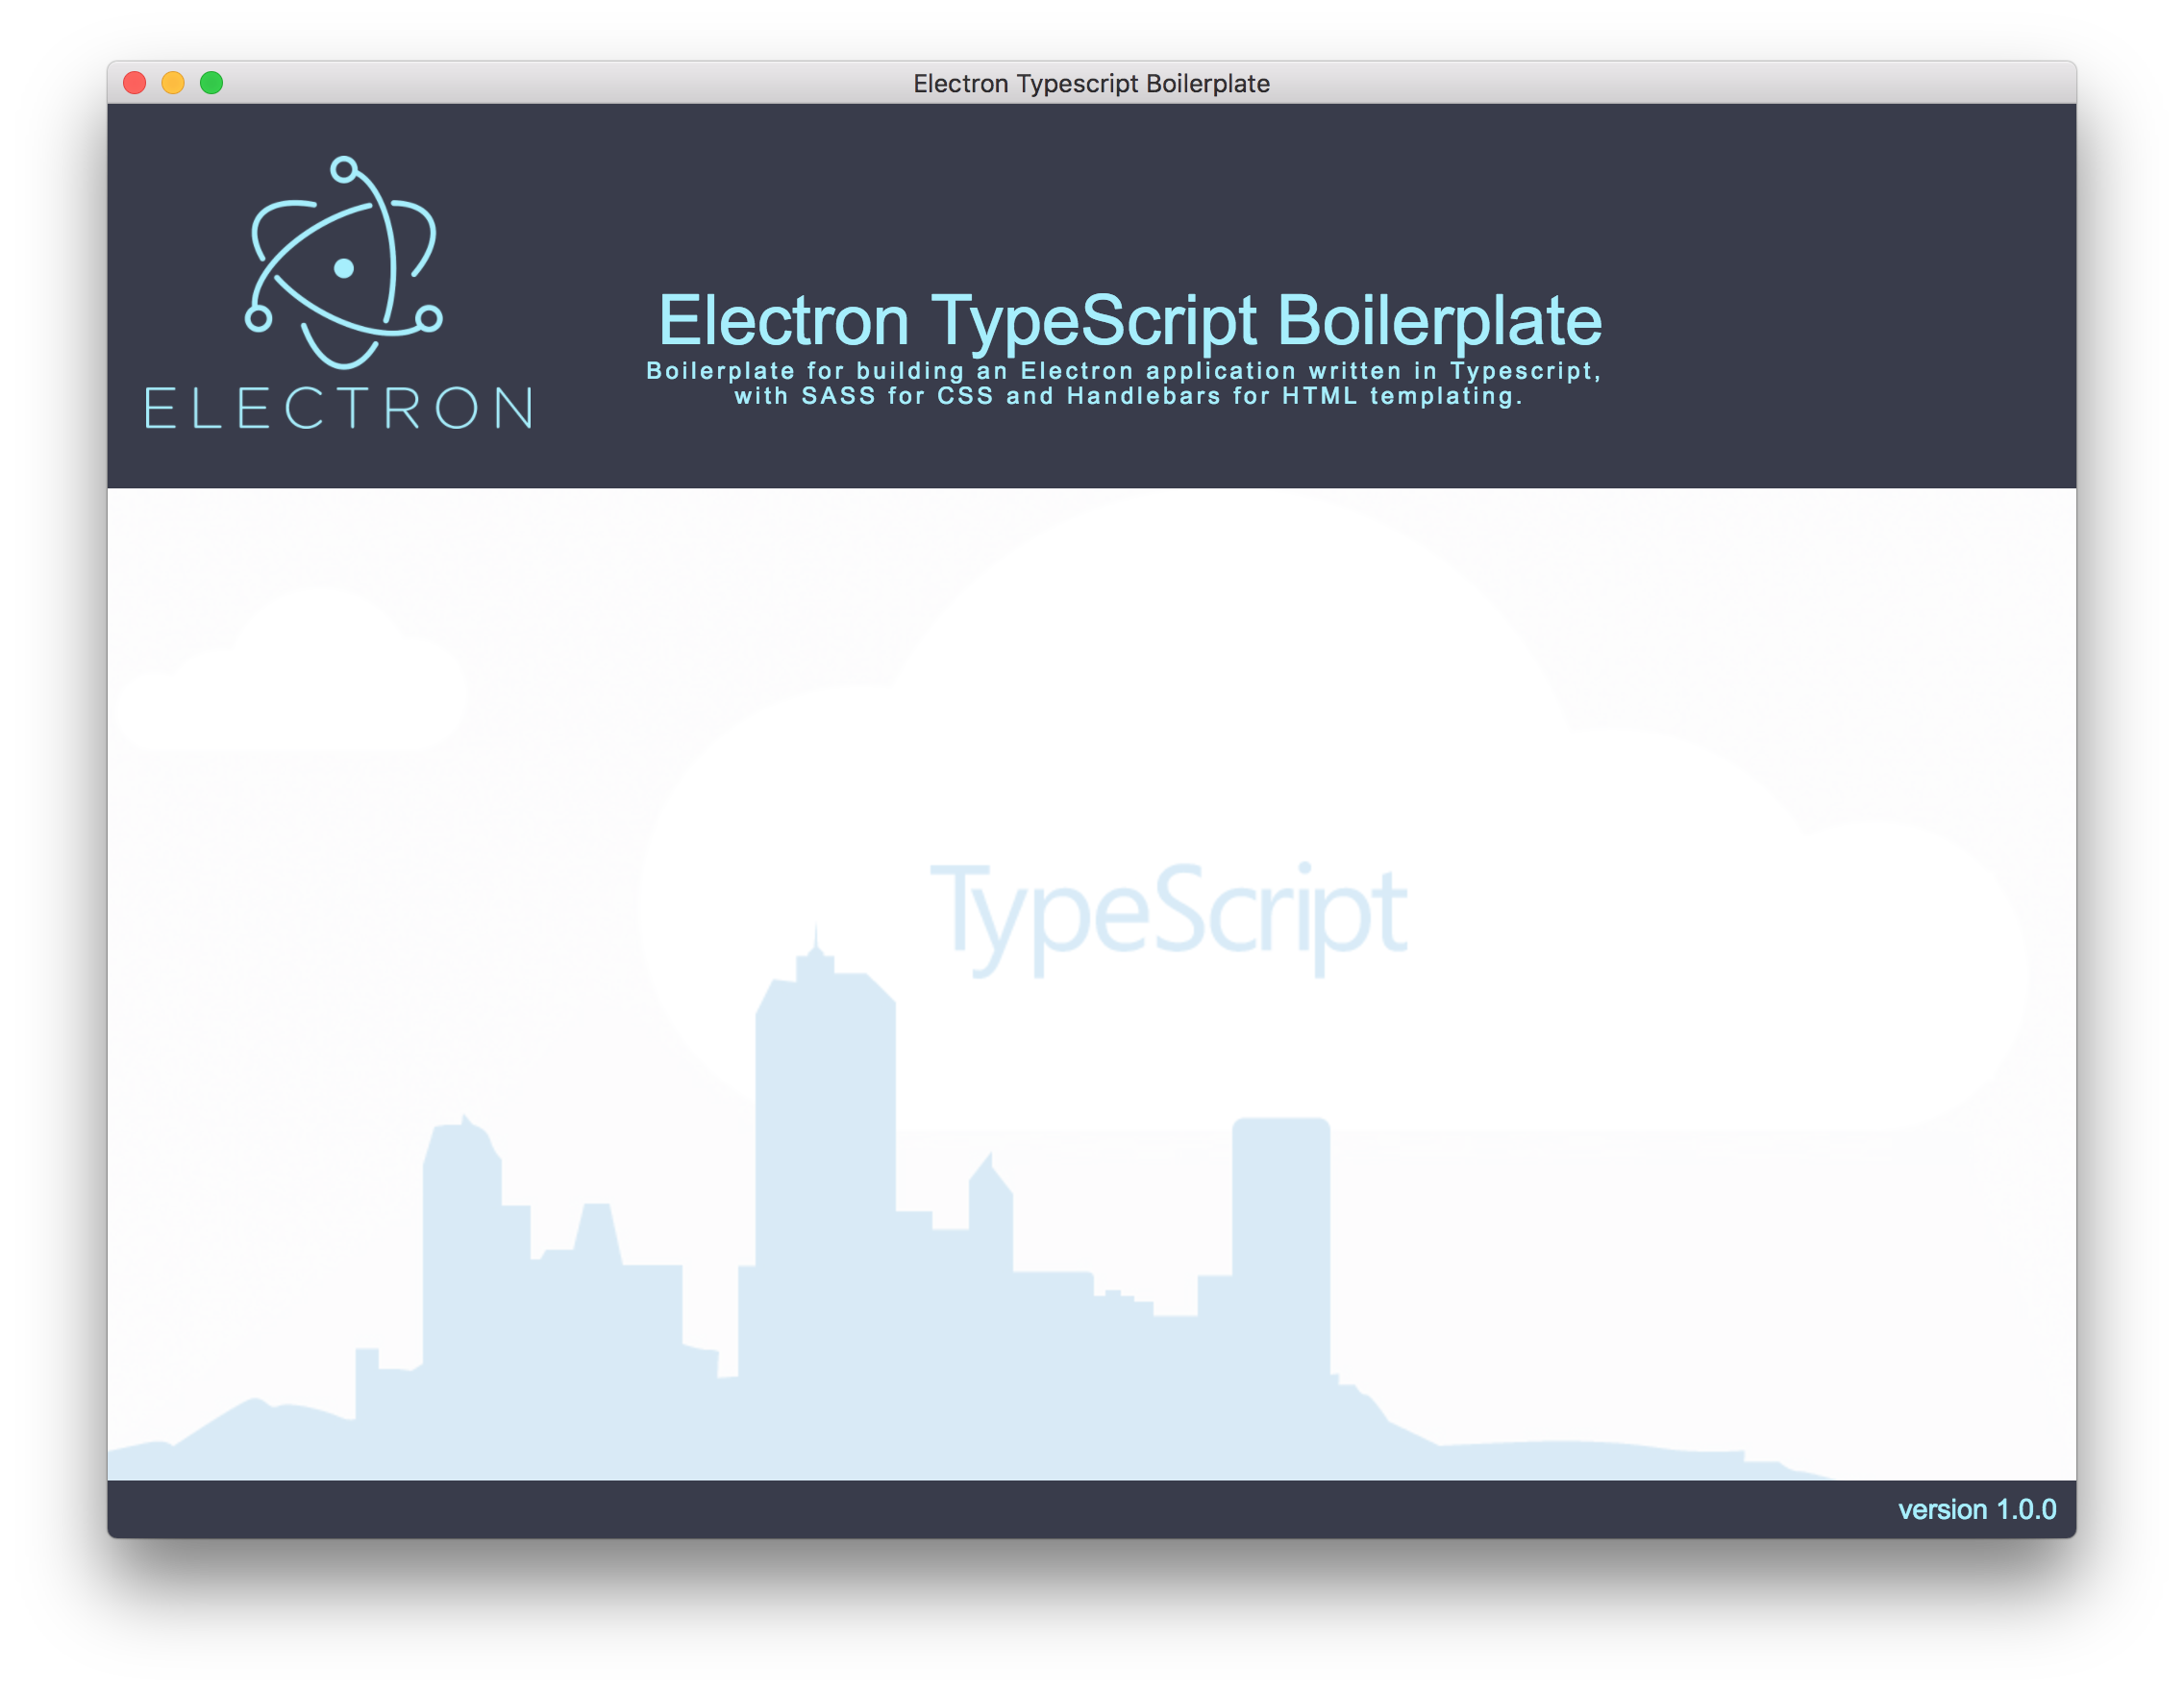 Electron Typescript Boilerplate
ELECTRON
Electron TypeScript Boilerplate
Boilerplate for building an Electron application written in Typescript,
with SASS for CSS and Handlebars for HTML templating.
TypeScript
version 1.0.0